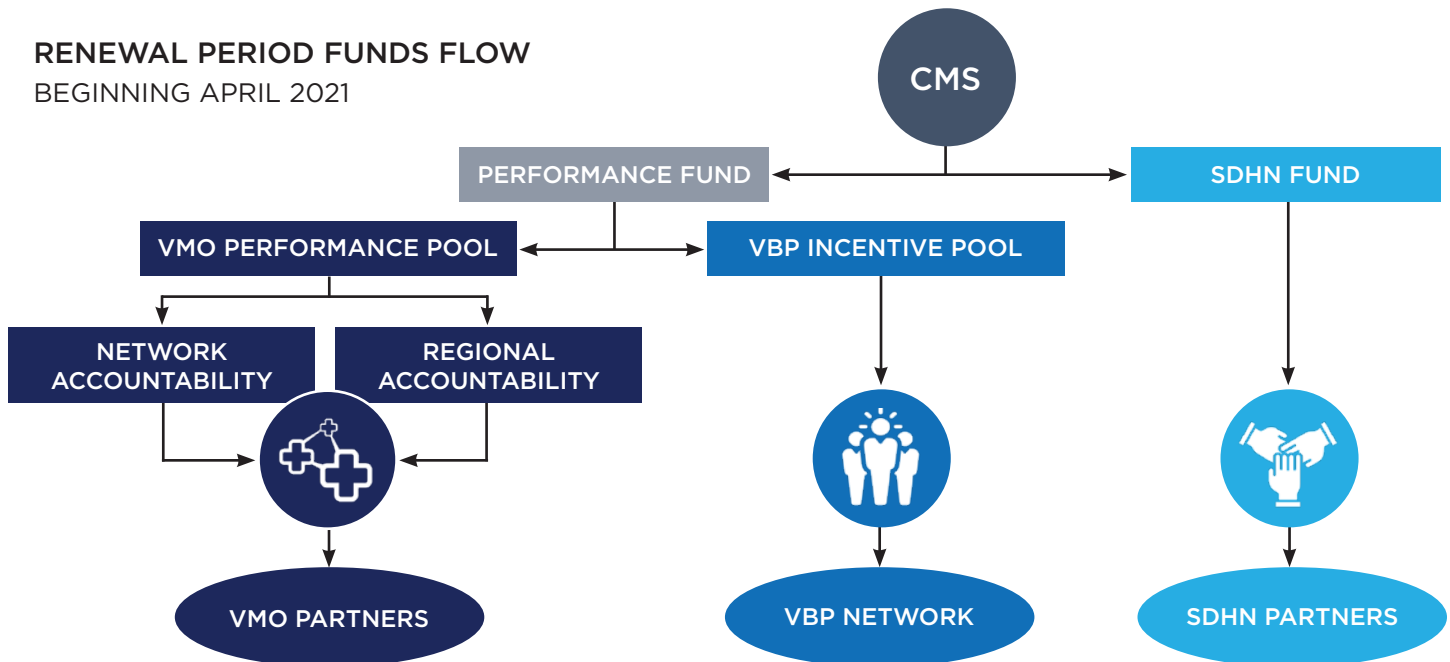 RENEWAL PERIOD FUNDS FLOW
BEGINNING APRIL 2021
CMS
PERFORMANCE FUND
SDHN FUND
VMO PERFORMANCE POOL
VBP INCENTIVE POOL
NETWORK
ACCOUNTABILITY
REGIONAL
ACCOUNTABILITY
VMO PARTNERS
VBP NETWORK
SDHN PARTNERS